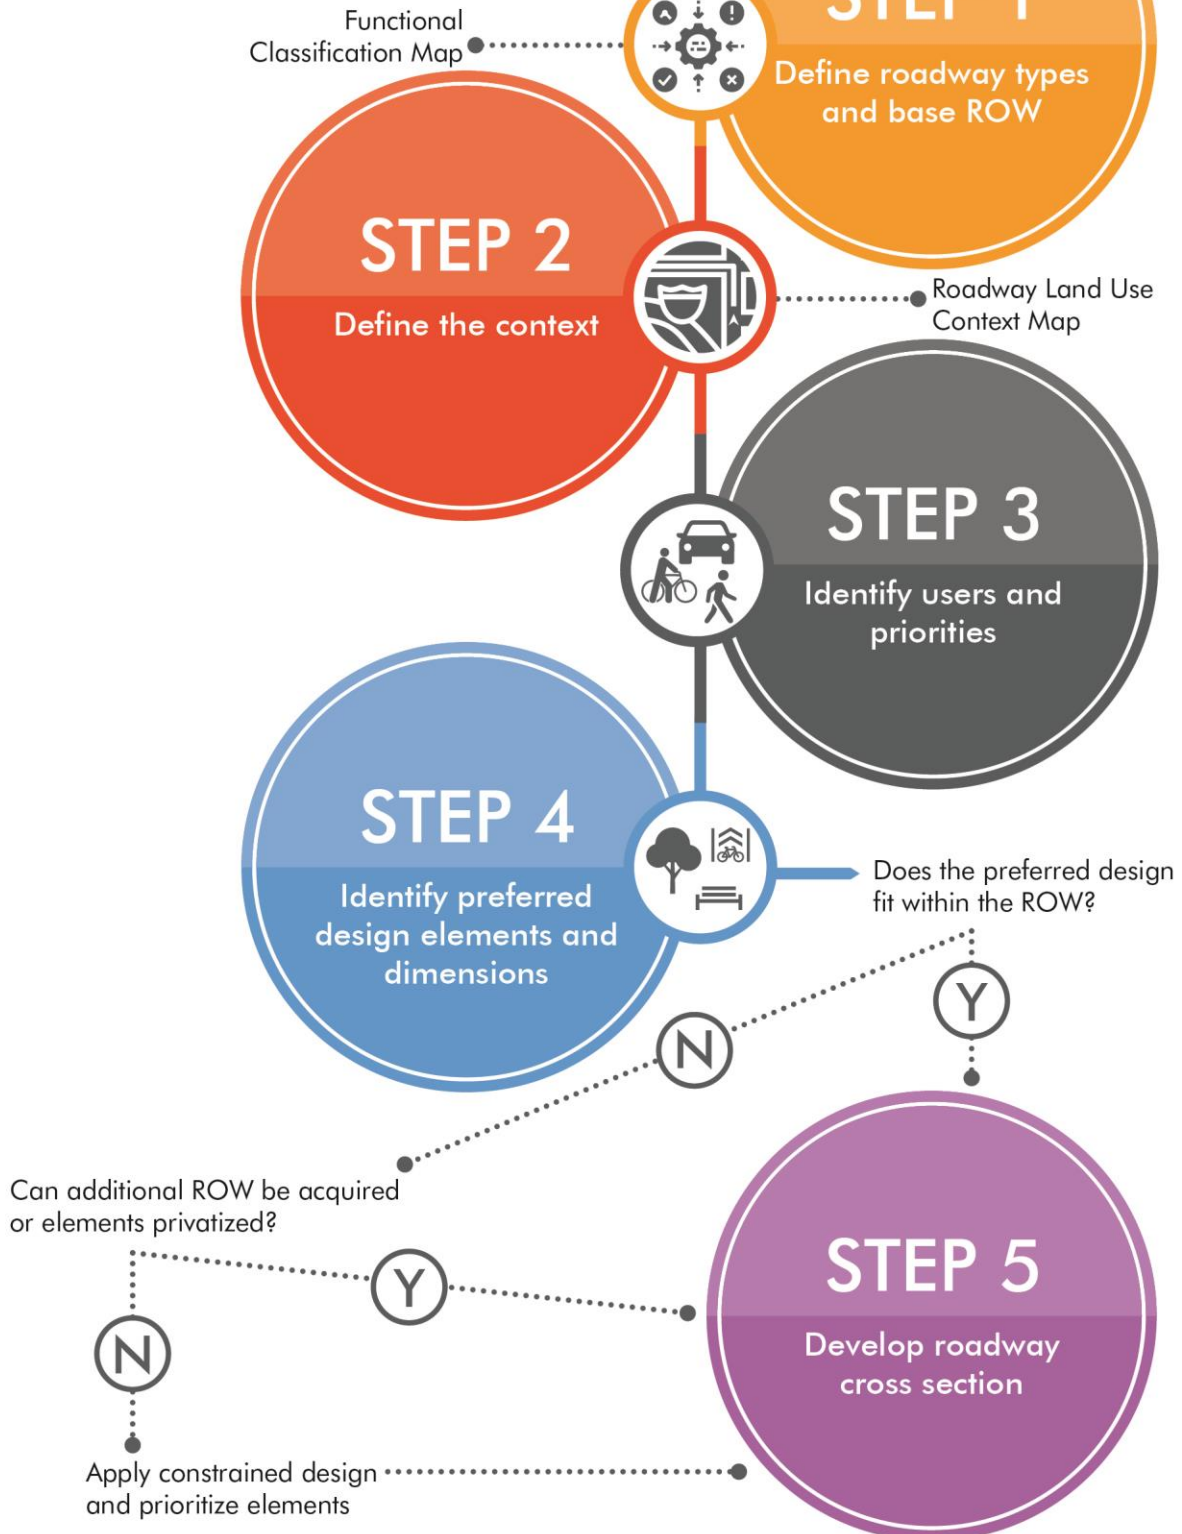 Functional
Classification Map
STEP 1
Define roadway types
and base ROW
STEP 2
Define the context
Roadway Land Use
Context Map
STEP 3
Identify users and
priorities
STEP 4
Identify preferred
design elements and
dimensions
Does the preferred design
fit within the ROW?
Y
N
Can additional ROW be acquired
or elements privatized?
Y
N
STEP 5
Develop roadway
cross section
Apply constrained design
and prioritize elements